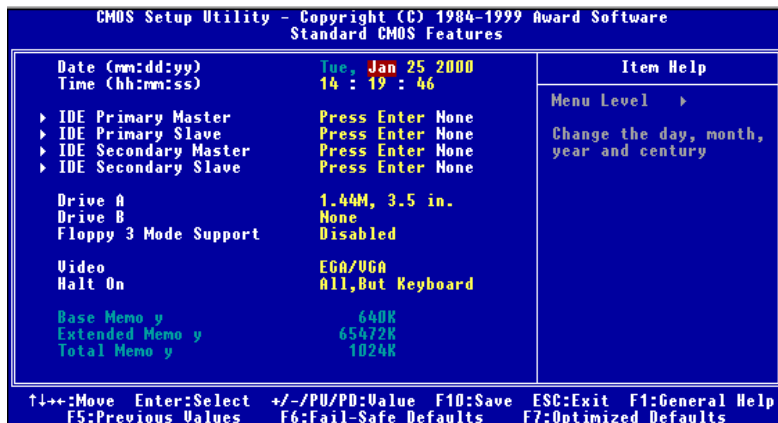 CMOS Setup Utility - Copyright (C) 1984-1999 Award Software
Standard CMOS Features
Date (mm:dd:yy) Tue, Jan 25 2000
Time (hh:mm:ss) 14 : 19 : 46
IDE Primary Master Press Enter None
IDE Primary Slave Press Enter None
IDE Secondary Master Press Enter None
IDE Secondary Slave Press Enter None
Drive A 1.44M, 3.5 in.
Drive B None
Floppy 3 Mode Support Disabled
Video EGA/VGA
Halt On All,But Keyboard
Base Memo y 640K
Extended Memo y 65472K
Total Memo y 1024K
Item Help
Menu Level ▸
Change the day, month,
year and century
↑↓→←:Move Enter:Select +/-/PU/PD:Value F10:Save ESC:Exit F1:General Help
F5:Previous Values F6:Fail-Safe Defaults F7:Optimized Defaults